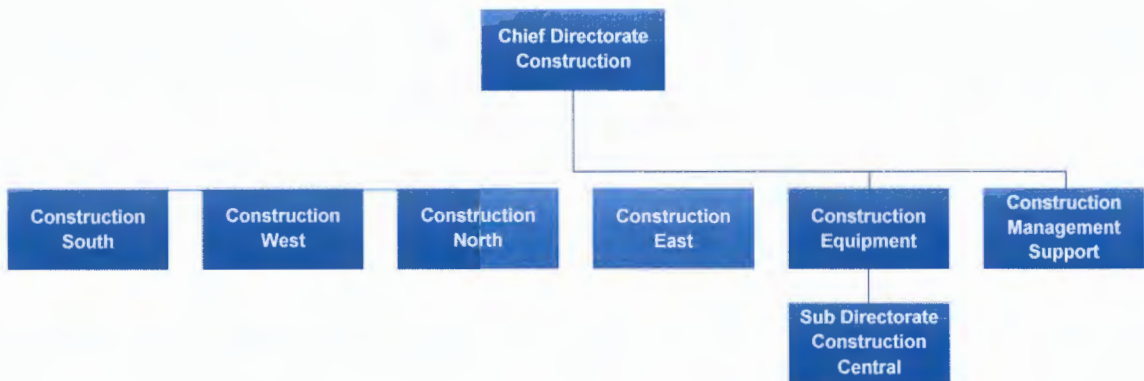 Chief Directorate
Construction
Construction
South
Construction
West
Construction
North
Construction
East
Construction
Equipment
Construction
Management
Support
Sub Directorate
Construction
Central